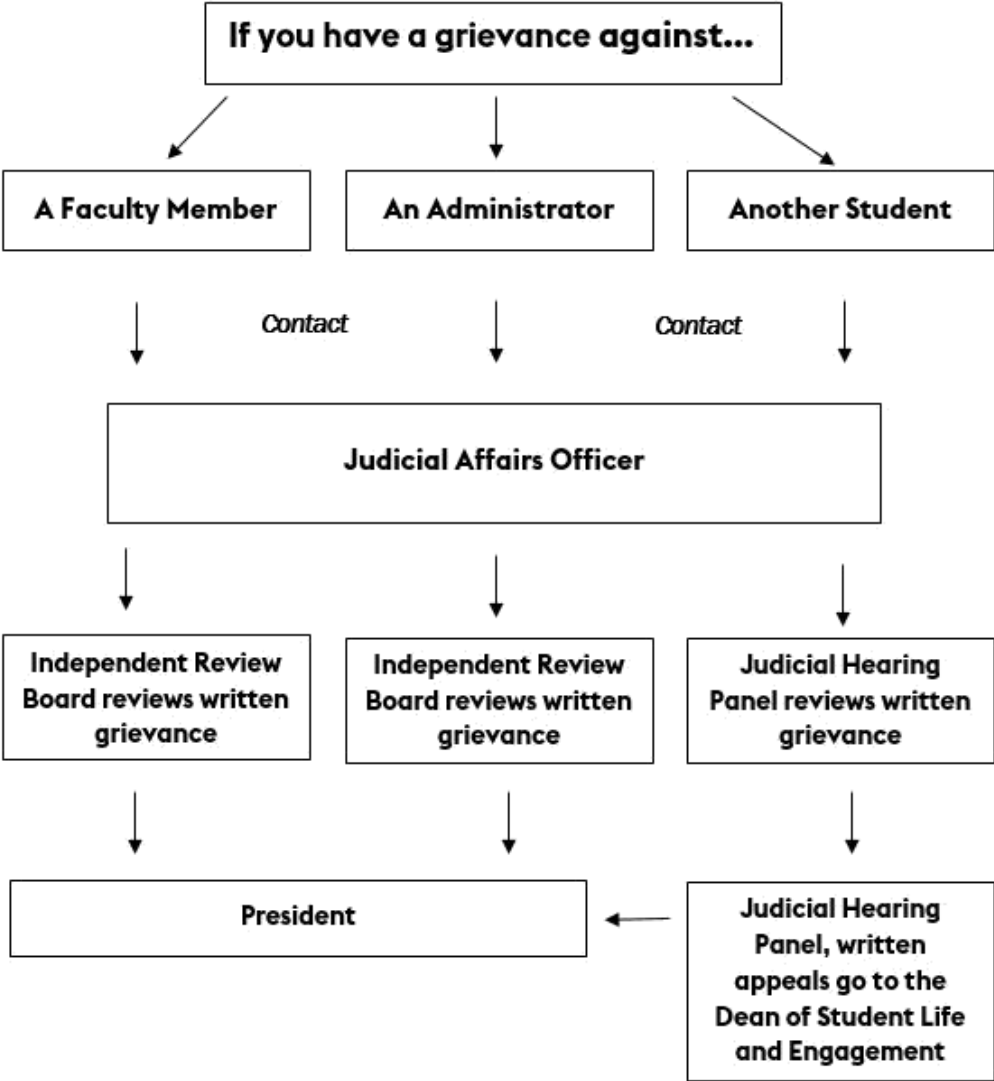 If you have a grievance against...
A Faculty Member
An Administrator
Another Student
Contact
Contact
Judicial Affairs Officer
Independent Review
Board reviews written
grievance
Independent Review
Board reviews written
grievance
Judicial Hearing
Panel reviews written
grievance
President
Judicial Hearing
Panel, written
appeals go to the
Dean of Student Life
and Engagement